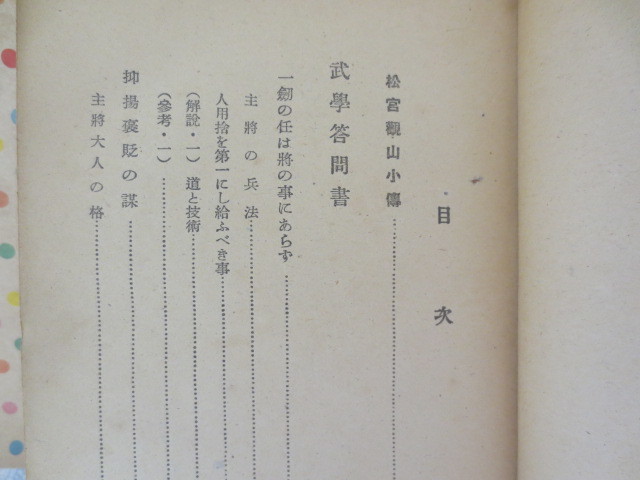 目次
松宮觀山小傳
武學答問書
一劒の任は將の事にあらず
主將の兵法
人用捨を第一にし給ふべき事
(解說・一) 道と技術
(參考・一)
抑揚褒貶の謀
主將大人の格